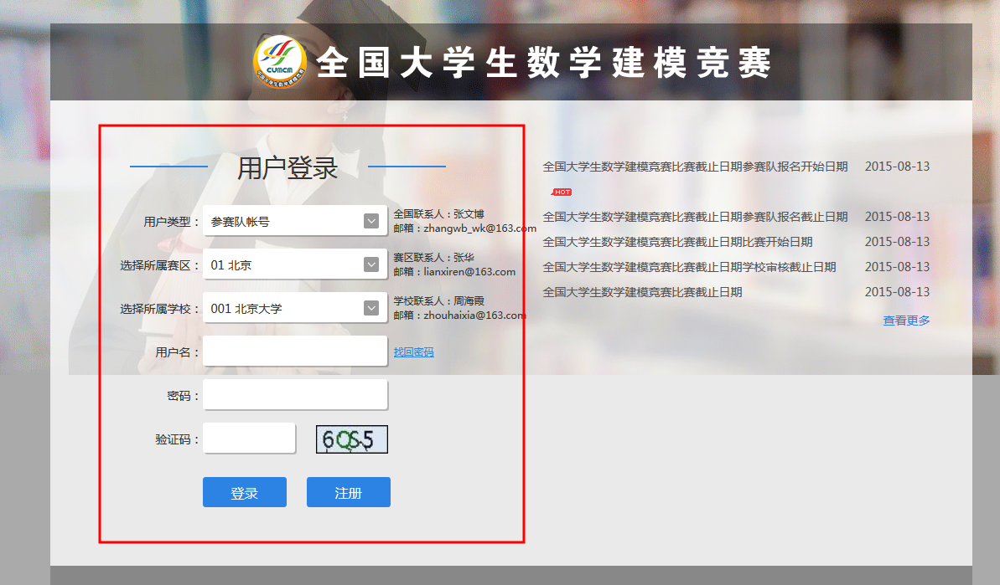 CUMCM
全国大学生数学建模竞赛
用户登录
用户类型：
参赛队帐号
全国联系人：张文博
邮箱：zhangwb_wk@163.com
选择所属赛区：
01 北京
赛区联系人：张华
邮箱：lianxiren@163.com
选择所属学校：
001 北京大学
学校联系人：周海霞
邮箱：zhouhaixia@163.com
用户名：
找回密码
密码：
验证码：
6QS5
登录
注册
全国大学生数学建模竞赛比赛截止日期参赛队报名开始日期 2015-08-13
HOT
全国大学生数学建模竞赛比赛截止日期参赛队报名截止日期 2015-08-13
全国大学生数学建模竞赛比赛截止日期比赛开始日期 2015-08-13
全国大学生数学建模竞赛比赛截止日期学校审核截止日期 2015-08-13
全国大学生数学建模竞赛比赛截止日期 2015-08-13
查看更多